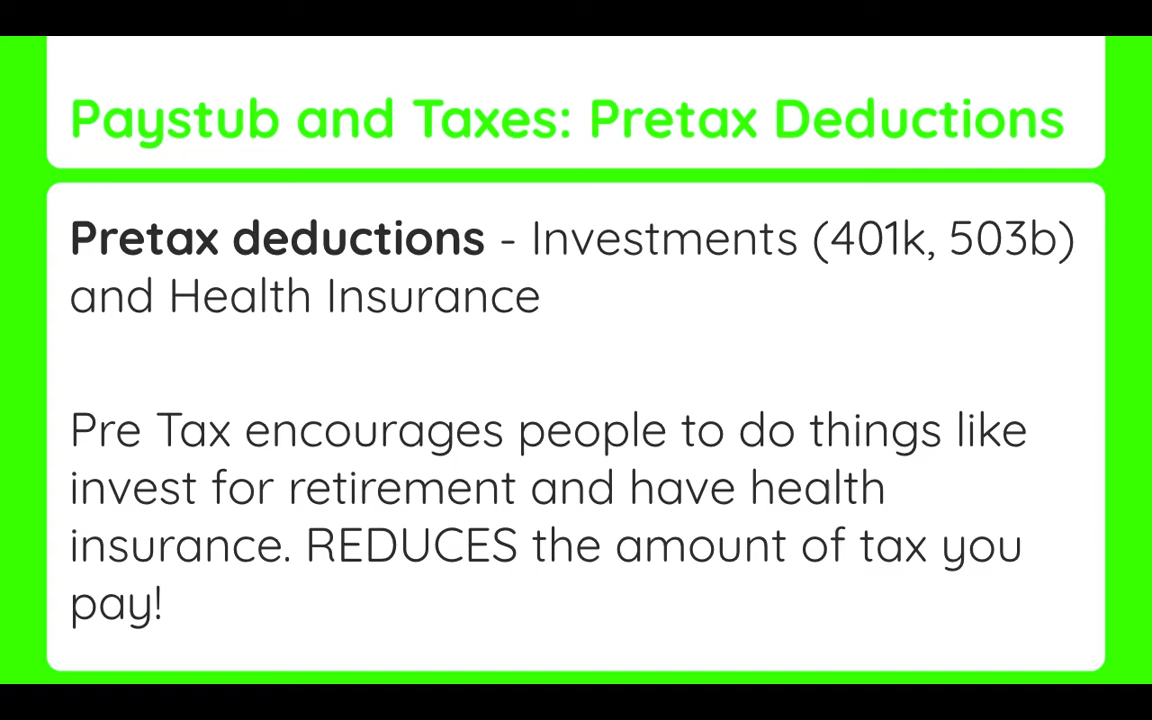 Paystub and Taxes: Pretax Deductions
Pretax deductions - Investments (401k, 503b)
and Health Insurance
Pre Tax encourages people to do things like
invest for retirement and have health
insurance. REDUCES the amount of tax you
pay!